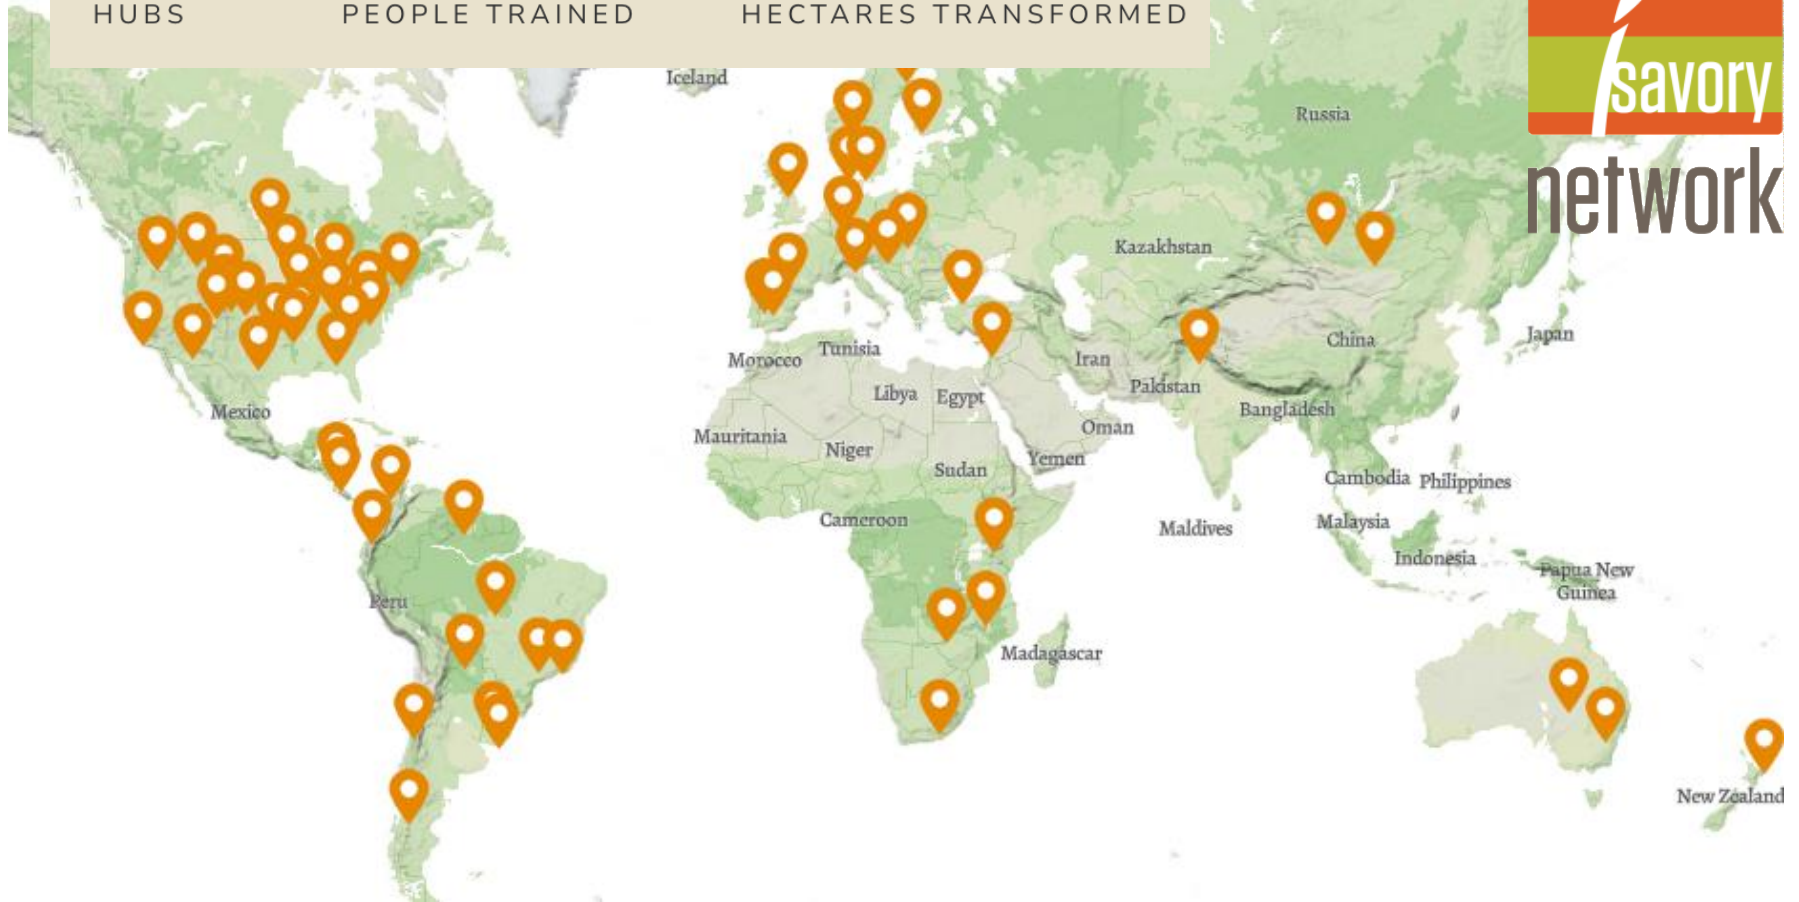 HUBS PEOPLE TRAINED HECTARES TRANSFORMED
savory
network
Iceland
Russia
Kazakhstan
Japan
China
Morocco
Tunisia
Iran
Pakistan
Libya
Egypt
Bangladesh
Mexico
Oman
Mauritania
Niger
Yemen
Sudan
Cambodia
Philippines
Cameroon
Maldives
Malaysia
Indonesia
Papua New
Guinea
Peru
Madagascar
New Zealand